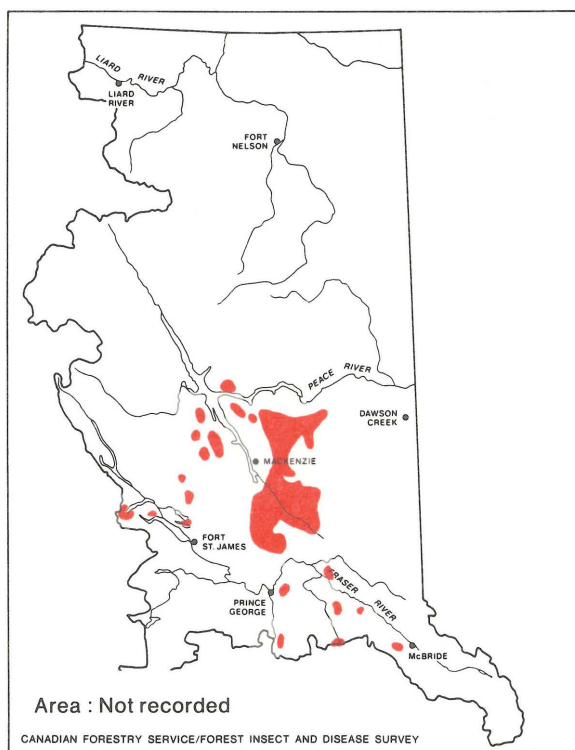 LIARD RIVER
LIARD
RIVER
FORT
NELSON
PEACE RIVER
DAWSON
CREEK
MACKENZIE
FORT
ST. JAMES
FRASER RIVER
PRINCE
GEORGE
McBRIDE
Area : Not recorded
CANADIAN FORESTRY SERVICE/FOREST INSECT AND DISEASE SURVEY